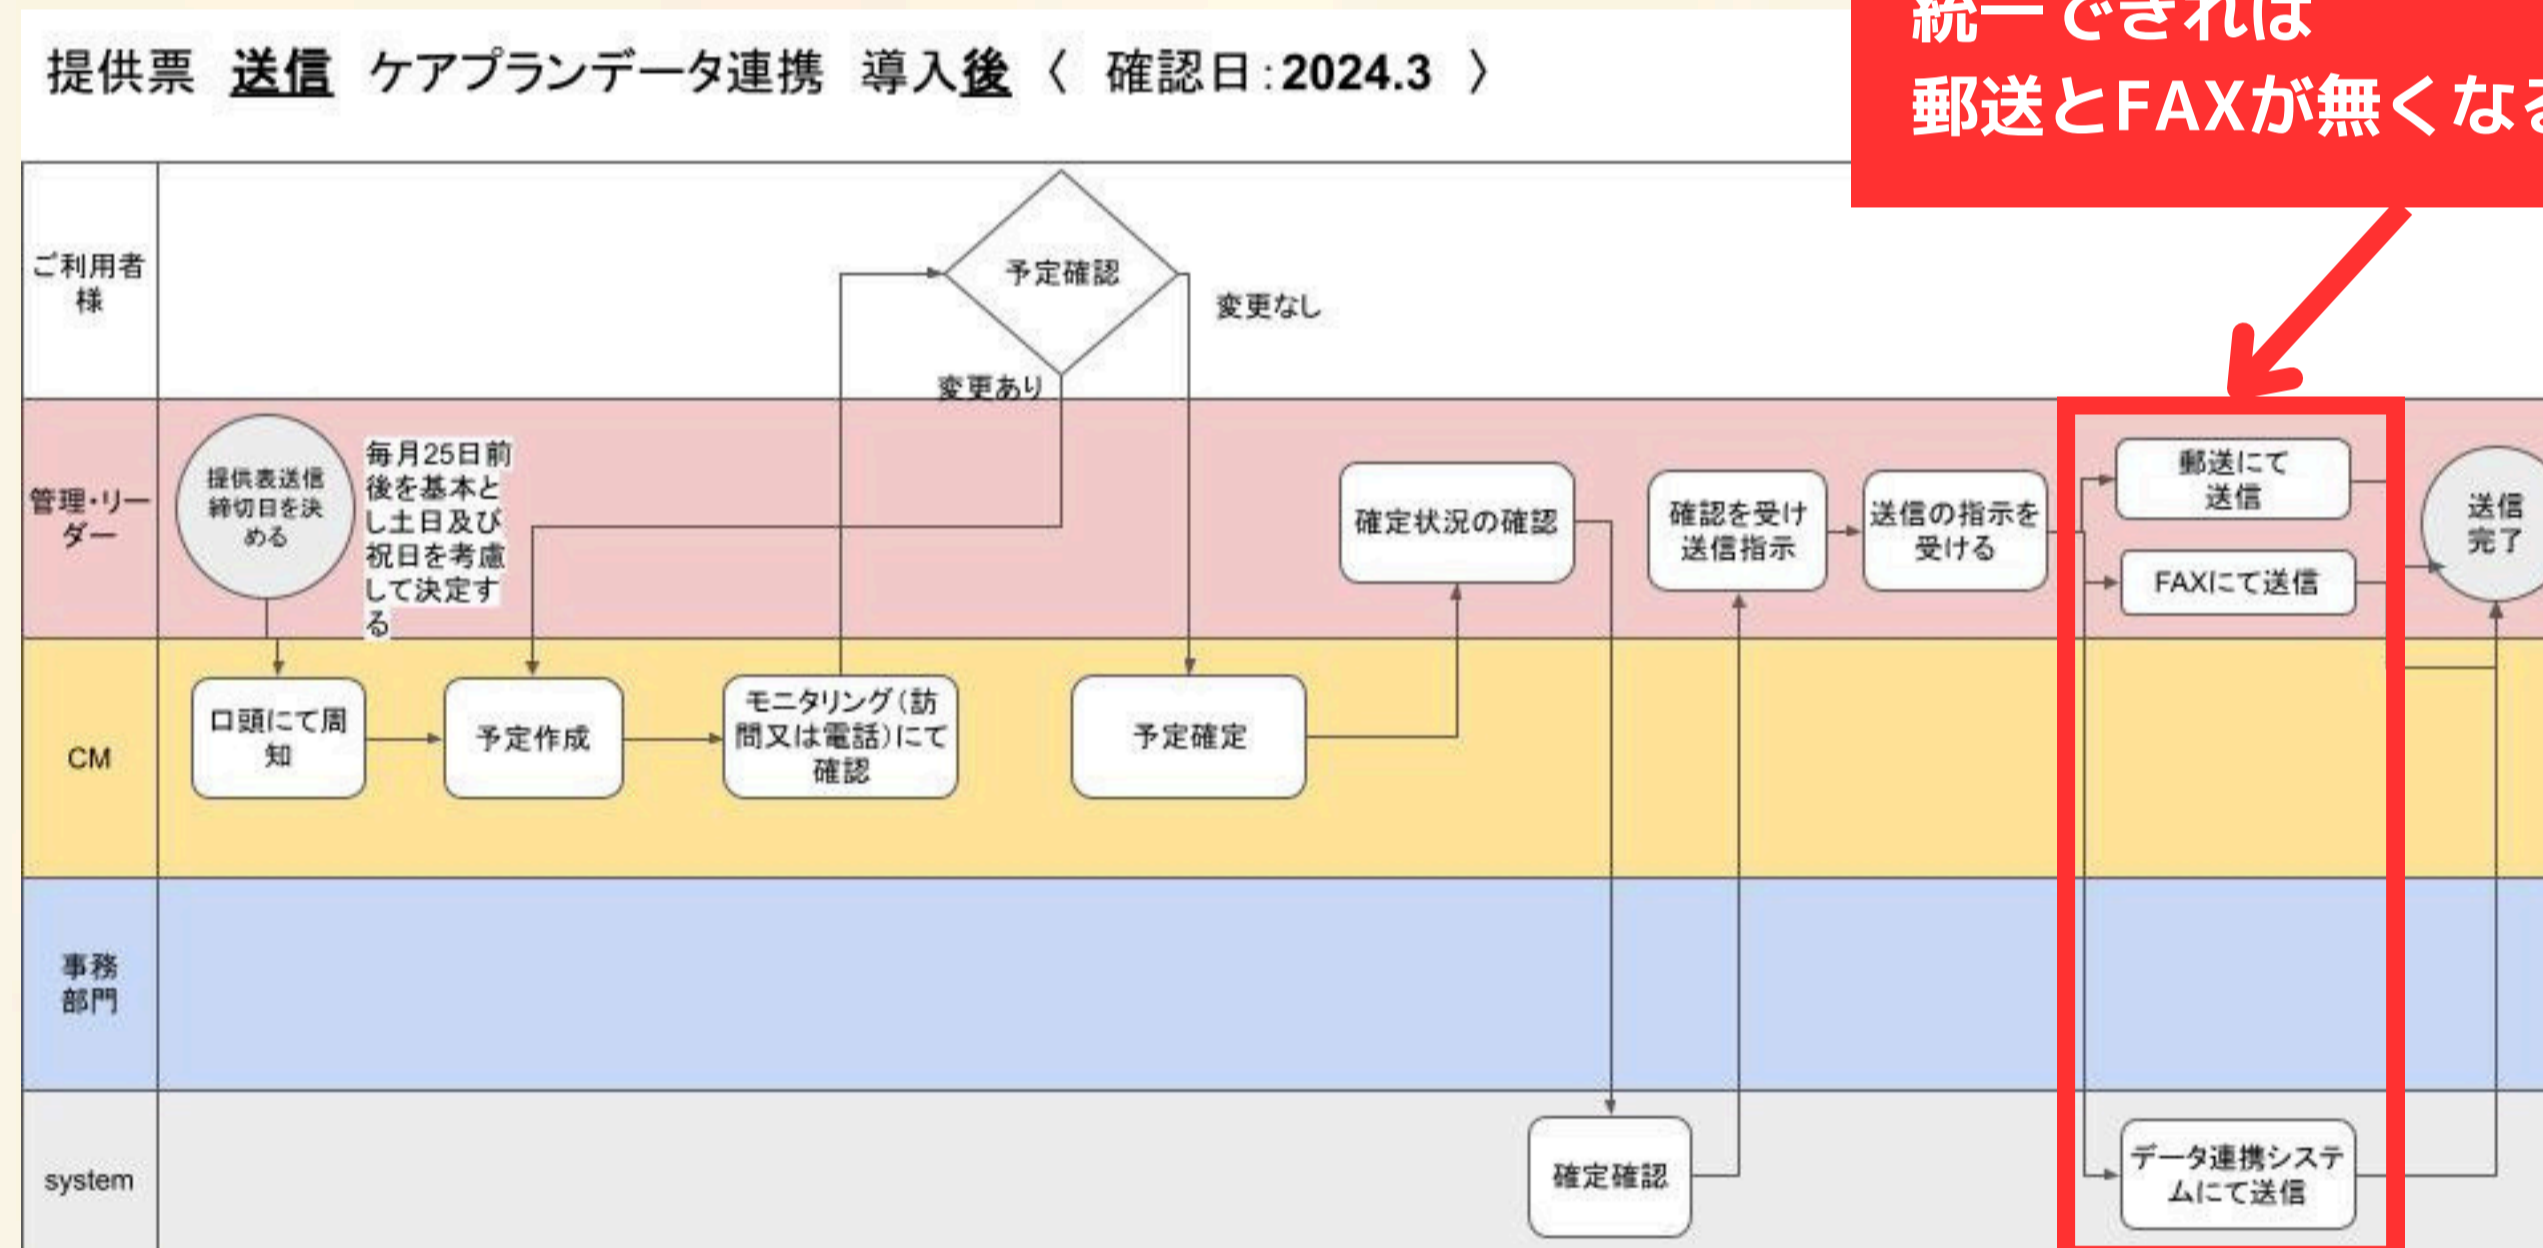 提供票 送信 ケアプランデータ連携 導入後〈 確認日:2024.3 〉
統一できれば
郵送とFAXが無くなる
ご利用者
様
予定確認
変更なし
変更あり
管理・リー
ダー
提供表送信
締切日を決
める
毎月25日前
後を基本と
し土日及び
祝日を考慮
して決定す
る
確定状況の確認
確認を受け
送信指示
送信の指示を
受ける
郵送にて
送信
FAXにて送信
送信
完了
CM
口頭にて周
知
予定作成
モニタリング(訪
問又は電話)にて
確認
予定確定
事務
部門
system
確定確認
データ連携システ
ムにて送信